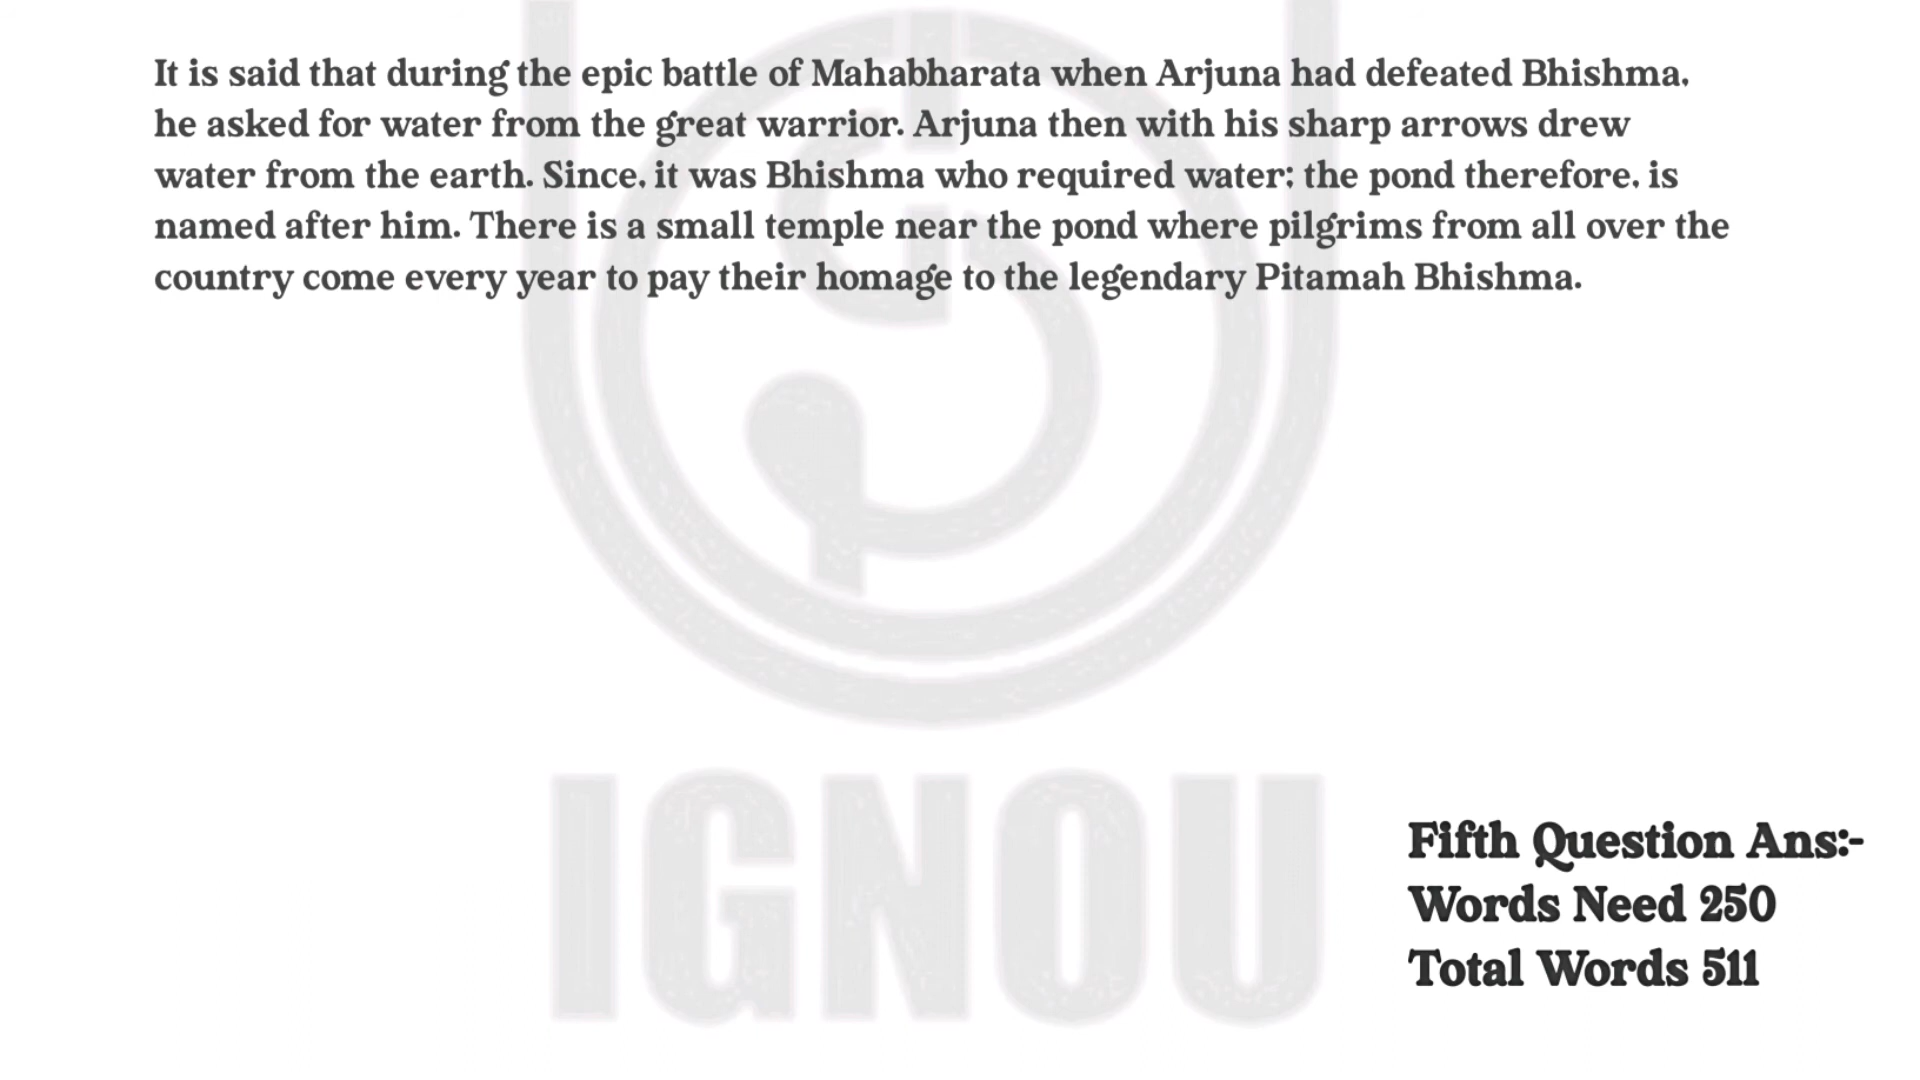 It is said that during the epic battle of Mahabharata when Arjuna had defeated Bhishma,
he asked for water from the great warrior. Arjuna then with his sharp arrows drew
water from the earth. Since, it was Bhishma who required water; the pond therefore, is
named after him. There is a small temple near the pond where pilgrims from all over the
country come every year to pay their homage to the legendary Pitamah Bhishma.
IGNOU
Fifth Question Ans:-
Words Need 250
Total Words 511